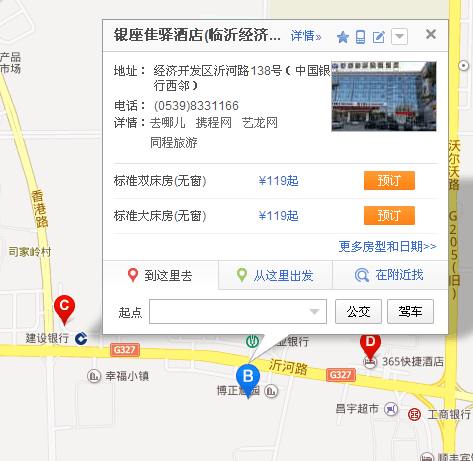 银座佳驿酒店(临沂经济... 详情»
地址： 经济开发区沂河路138号（中国银
行西邻）
电话： (0539)8331166
详情：去哪儿 携程网 艺龙网
同程旅游
标准双床房(无窗) ¥119起 预订
标准大床房(无窗) ¥119起 预订
更多房型和日期>>
到这里去 从这里出发 在附近找
起点 公交 驾车
产品
市场
沃尔沃路
G205(旧)
香港路
司家岭村
C
建设银行
G327
业银行
D
365快捷酒店
沂河路
G327
幸福小镇
B
博正
园
昌宇超市
工商银行
顺丰宾